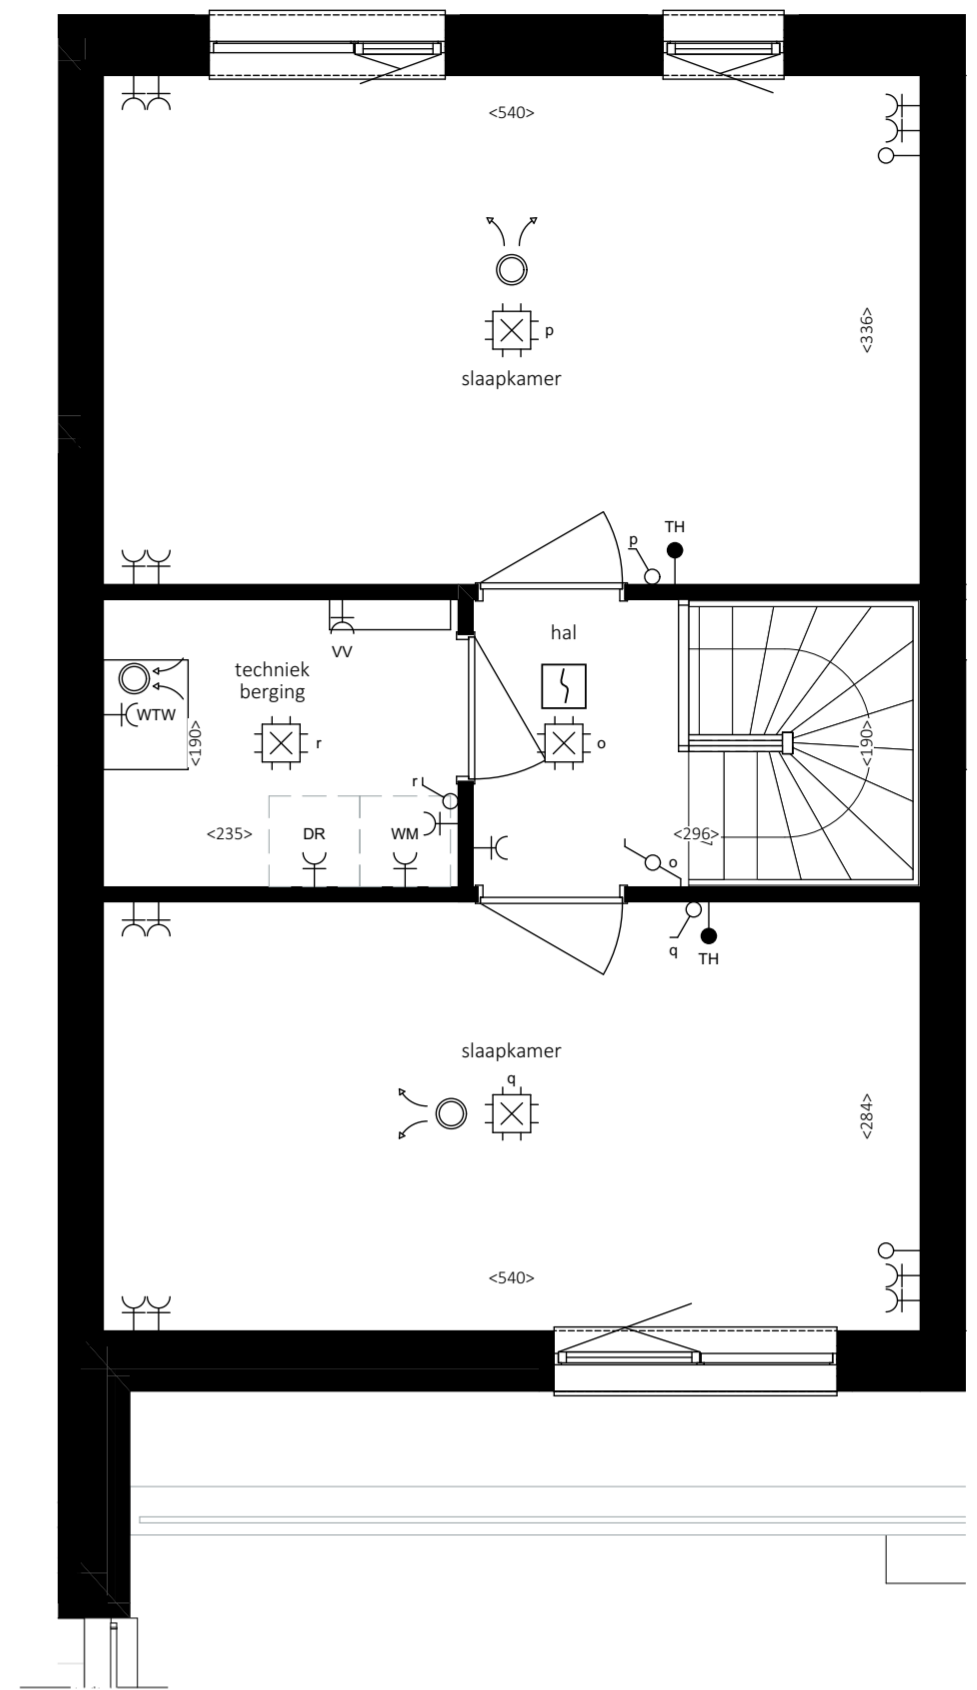 <540>
p
<336>
slaapkamer
TH
p
hal
VV
techniek
berging
WTW
<190>
r
o
<190>
r
<235>
DR
WM
<296>
o
q
TH
slaapkamer
q
<284>
<540>